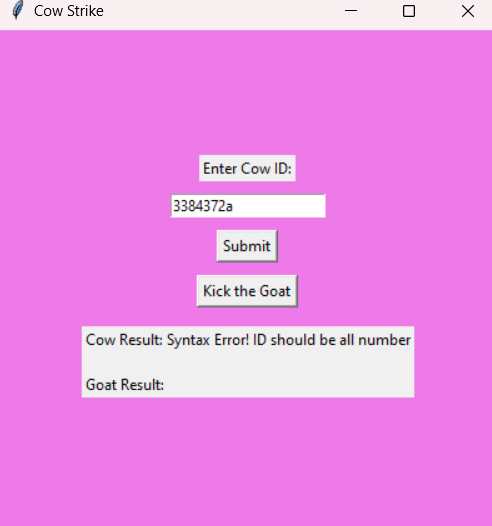 Cow Strike
Enter Cow ID:
3384372a
Submit
Kick the Goat
Cow Result: Syntax Error! ID should be all number
Goat Result: